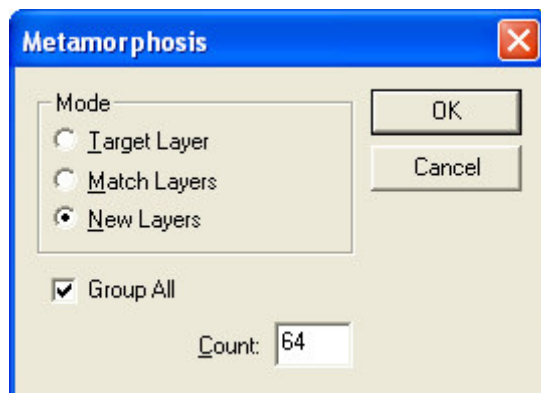 Metamorphosis
Mode
Target Layer
Match Layers
New Layers
OK
Cancel
Group All
Count: 64